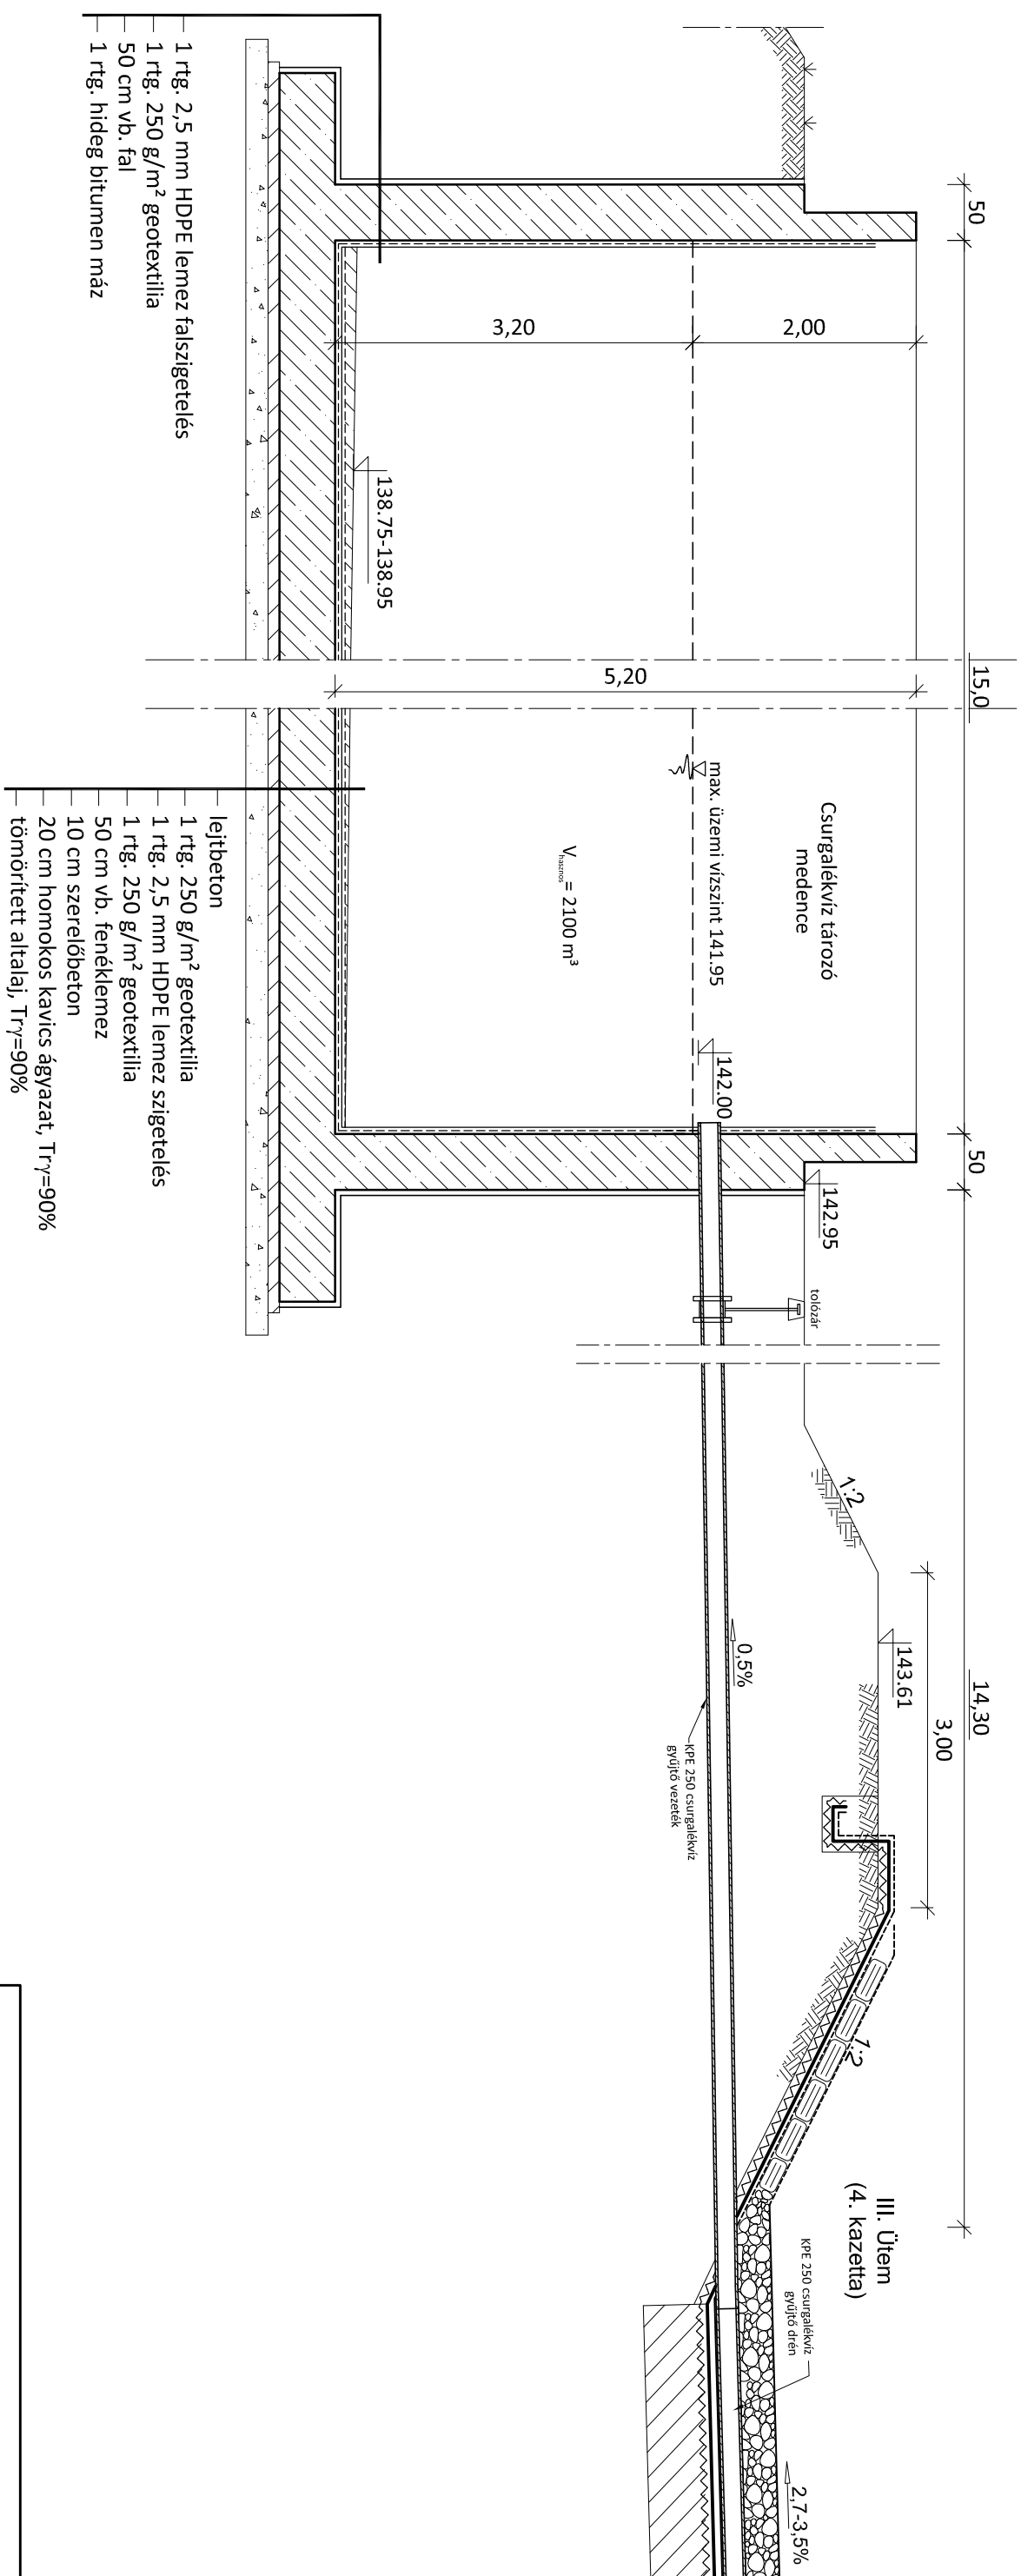 50
15,0
50
14,30
3,00
2,00
3,20
5,20
138.75-138.95
Csurgalékvíz tározó
medence
max. üzemi vízszint 141.95
V hasznos = 2100 m³
142.00
142.95
tolózár
1:2
143.61
0,5%
KPE 250 csurgalékvíz
gyűjtő vezeték
1:2
III. Ütem
(4. kazetta)
KPE 250 csurgalékvíz
gyűjtő drén
2,7-3,5%
1 rtg. 2,5 mm HDPE lemez falszigetelés
1 rtg. 250 g/m² geotextilia
50 cm vb. fal
1 rtg. hideg bitumen máz
lejtbeton
1 rtg. 250 g/m² geotextilia
1 rtg. 2,5 mm HDPE lemez szigetelés
1 rtg. 250 g/m² geotextilia
50 cm vb. fenéklemez
10 cm szerelőbeton
20 cm homokos kavics ágyazat, Trγ=90%
tömörített altalaj, Trγ=90%